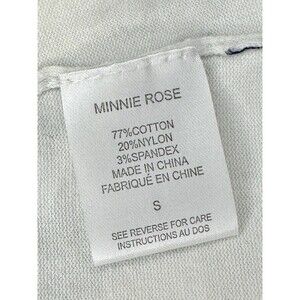 MINNIE ROSE
77%COTTON
20%NYLON
3%SPANDEX
MADE IN CHINA
FABRIQUÉ EN CHINE
S
SEE REVERSE FOR CARE
INSTRUCTIONS AU DOS